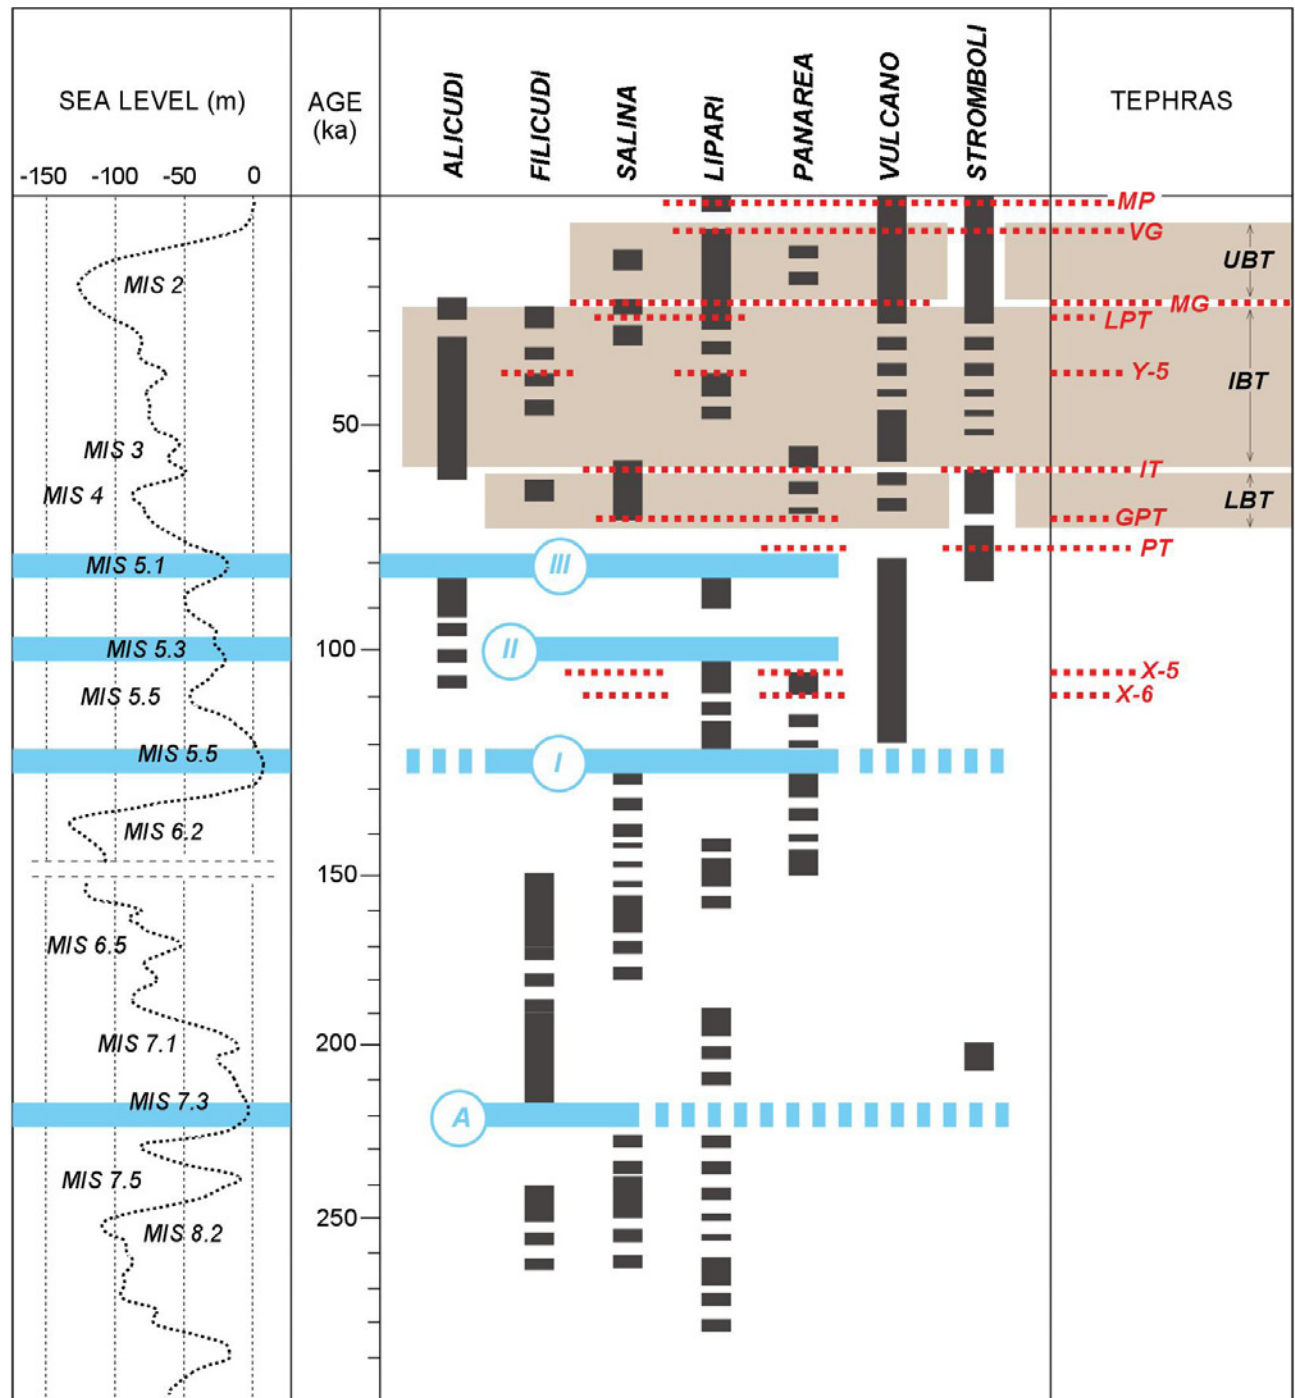 SEA LEVEL (m)
-150 -100 -50 0
AGE
(ka)
ALICUDI
FILICUDI
SALINA
LIPARI
PANAREA
VULCANO
STROMBOLI
TEPHRAS
MP
VG
UBT
MIS 2
MG
LPT
Y-5
IBT
50
MIS 3
IT
MIS 4
LBT
GPT
PT
MIS 5.1
III
MIS 5.3
100
II
X-5
MIS 5.5
X-6
MIS 5.5
I
MIS 6.2
150
MIS 6.5
MIS 7.1
200
MIS 7.3
A
MIS 7.5
250
MIS 8.2